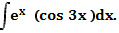 ∫eˣ (cos 3x )dx.